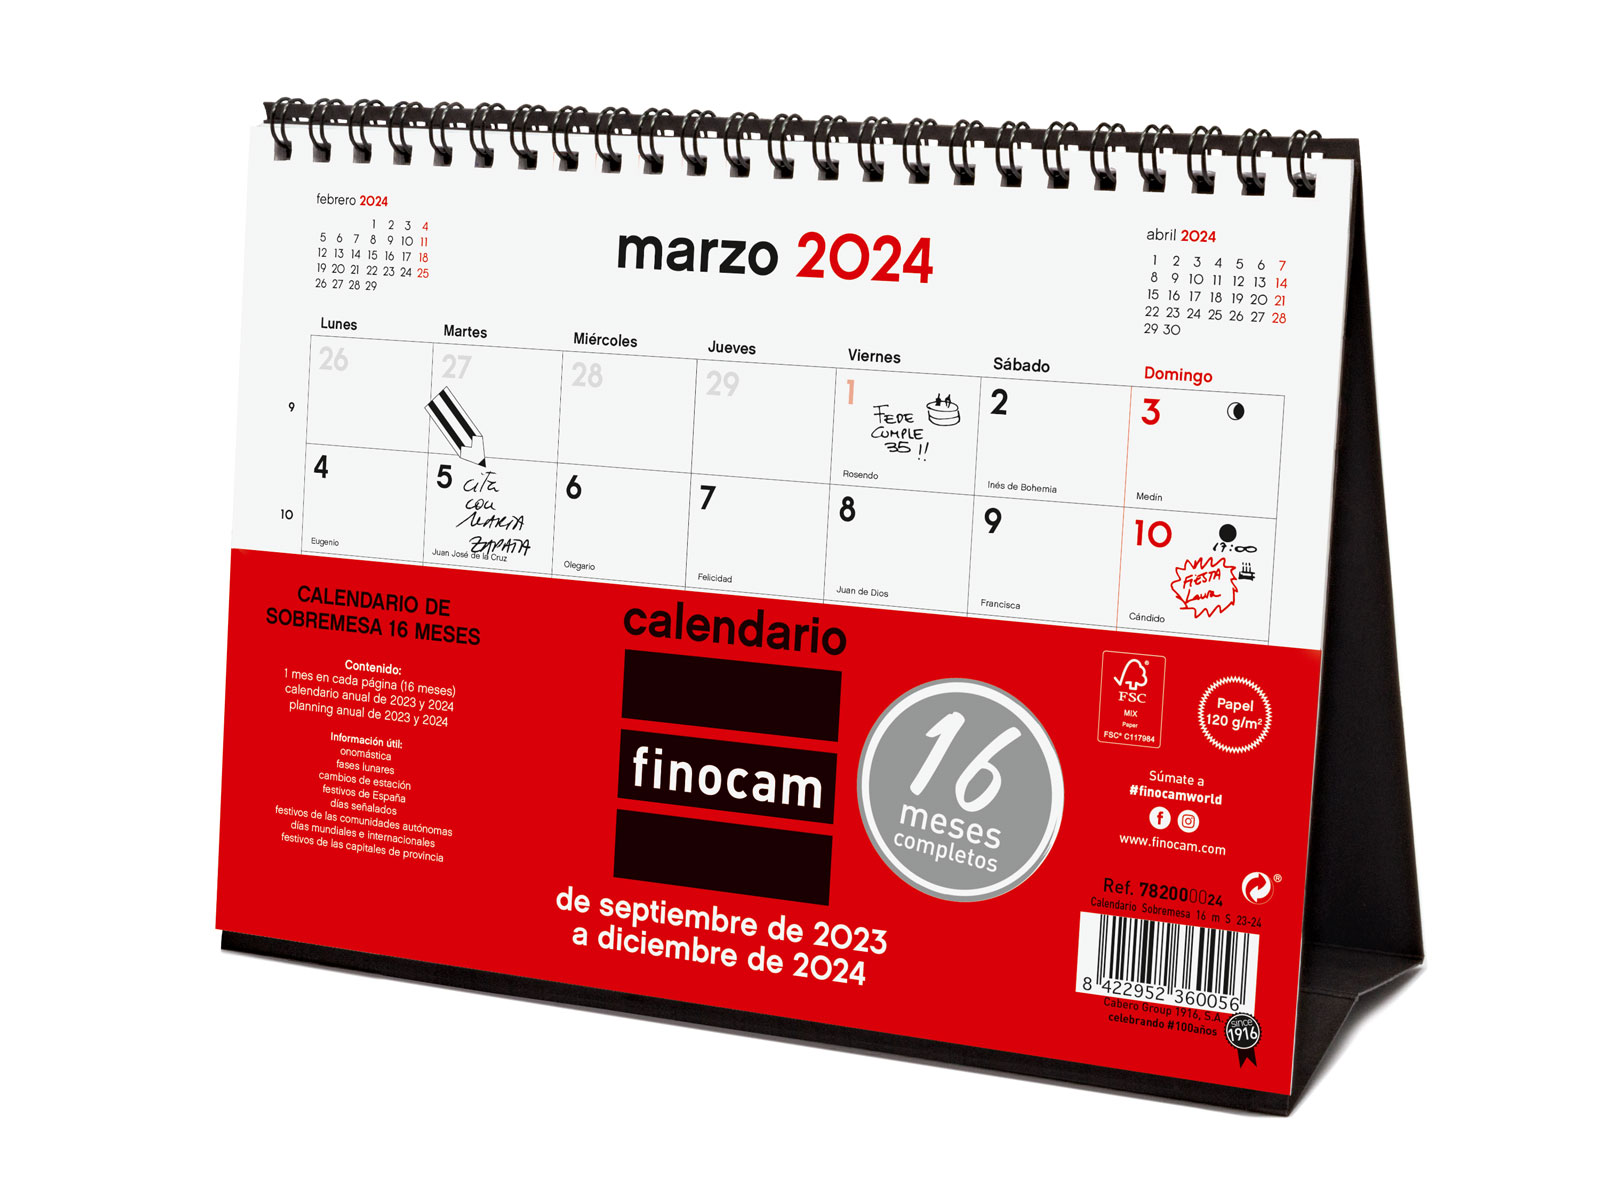 febrero 2024
1 2 3 4
5 6 7 8 9 10 11
12 13 14 15 16 17 18
19 20 21 22 23 24 25
26 27 28 29
marzo 2024
abril 2024
1 2 3 4 5 6 7
8 9 10 11 12 13 14
15 16 17 18 19 20 21
22 23 24 25 26 27 28
29 30
Lunes Martes Miércoles Jueves Viernes Sábado Domingo
9
26 27 28 29 1 2 3
FEDE
CUMPLE
35 !!
Rosendo Inés de Bohemia Medín
10
4 5 6 7 8 9 10
cita
con
MARTA
ZAPATA
17:00
FIESTA
Laura
Eugenio Juan José de la Cruz Olegario Felicidad Juan de Dios Francisca Cándido
CALENDARIO DE
SOBREMESA 16 MESES
Contenido:
1 mes en cada página (16 meses)
calendario anual de 2023 y 2024
planning anual de 2023 y 2024
Información útil:
onomástica
fases lunares
cambios de estación
festivos de España
días señalados
festivos de las comunidades autónomas
días mundiales e internacionales
festivos de las capitales de provincia
calendario
finocam
de septiembre de 2023
a diciembre de 2024
16
meses
completos
FSC
MIX
Paper
FSC® C117984
Papel
120 g/m²
Súmate a
#finocamworld
www.finocam.com
Ref. 782000024
Calendario Sobremesa 16 m S 23-24
8 422952 360056
Cabero Group 1916, S.A.
celebrando #100años
since
1916